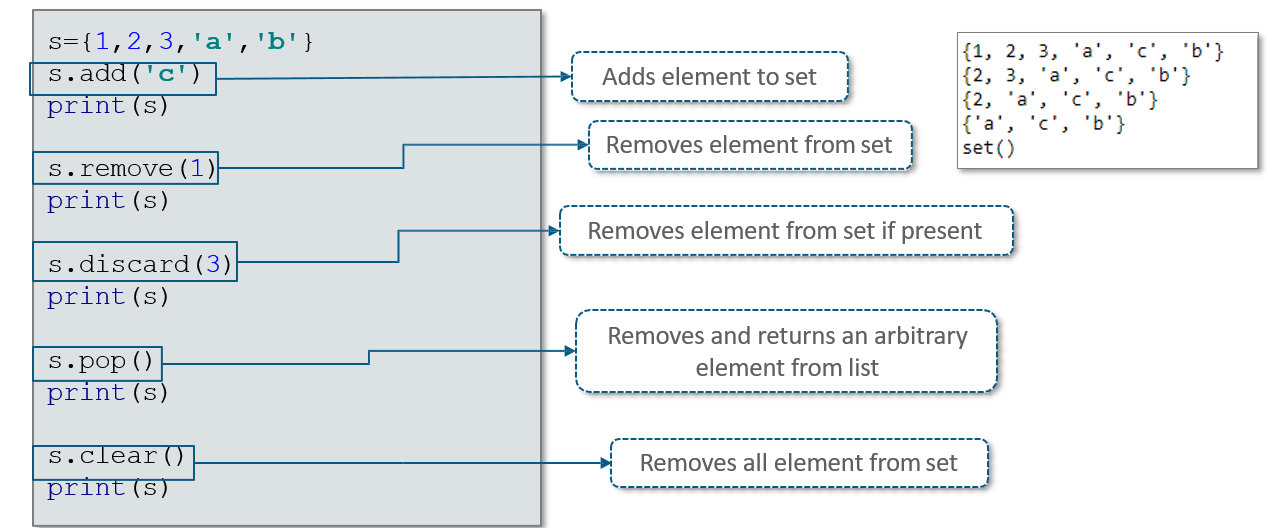 s={1,2,3,'a','b'}
s.add('c')
print(s)
s.remove(1)
print(s)
s.discard(3)
print(s)
s.pop()
print(s)
s.clear()
print(s)
Adds element to set
Removes element from set
Removes element from set if present
Removes and returns an arbitrary
element from list
Removes all element from set
{1, 2, 3, 'a', 'c', 'b'}
{2, 3, 'a', 'c', 'b'}
{2, 'a', 'c', 'b'}
{'a', 'c', 'b'}
set()